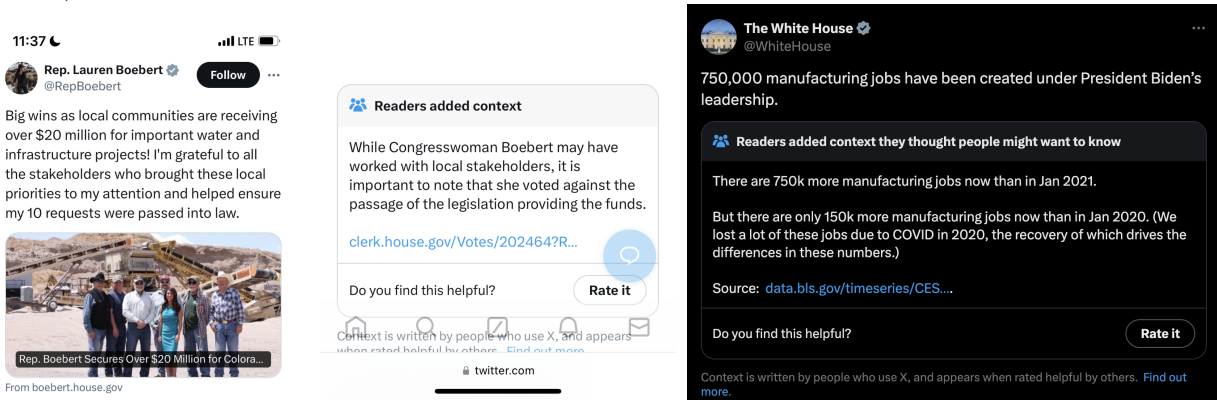 11:37
LTE
Rep. Lauren Boebert
@RepBoebert
Follow
Big wins as local communities are receiving
over $20 million for important water and
infrastructure projects! I'm grateful to all
the stakeholders who brought these local
priorities to my attention and helped ensure
my 10 requests were passed into law.
Rep. Boebert Secures Over $20 Million for Colora...
From boebert.house.gov
Readers added context
While Congresswoman Boebert may have
worked with local stakeholders, it is
important to note that she voted against the
passage of the legislation providing the funds.
clerk.house.gov/Votes/202464?R...
Do you find this helpful?
Rate it
Context is written by people who use X, and appears
when rated helpful by others. Find out more.
twitter.com
The White House
@WhiteHouse
750,000 manufacturing jobs have been created under President Biden's
leadership.
Readers added context they thought people might want to know
There are 750k more manufacturing jobs now than in Jan 2021.
But there are only 150k more manufacturing jobs now than in Jan 2020. (We
lost a lot of these jobs due to COVID in 2020, the recovery of which drives the
differences in these numbers.)
Source: data.bls.gov/timeseries/CES....
Do you find this helpful?
Rate it
Context is written by people who use X, and appears when rated helpful by others. Find out
more.